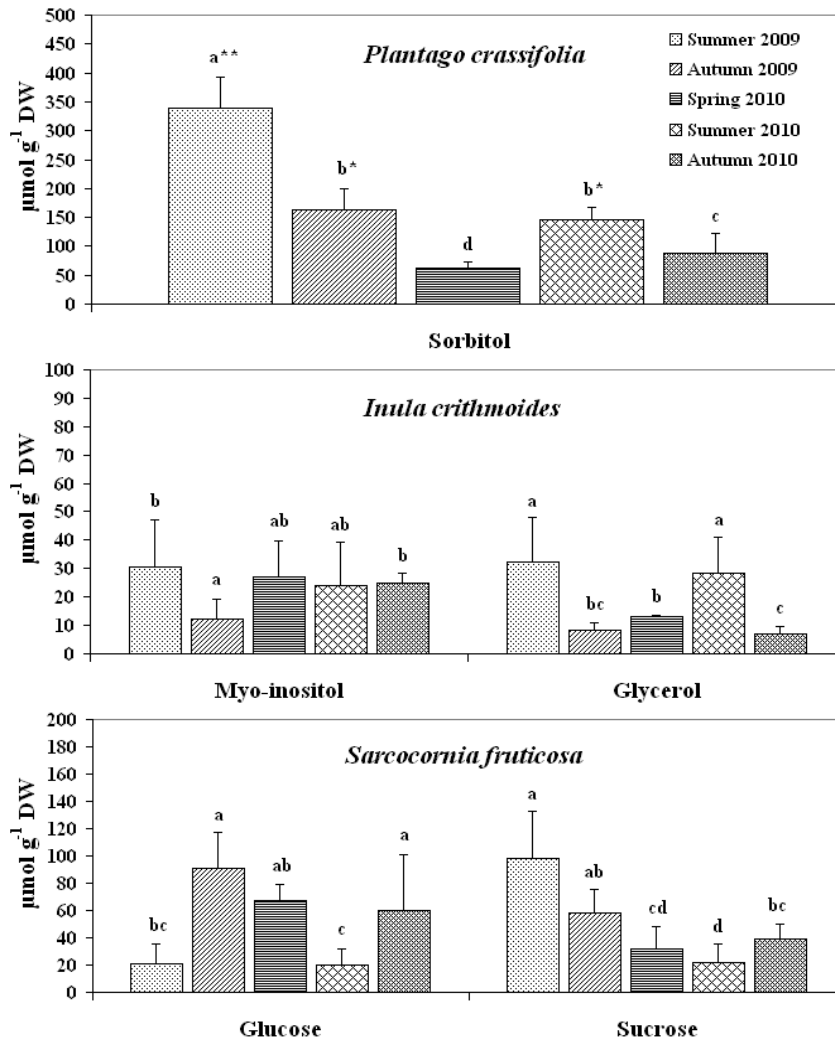 500
450
400
350
300
250
200
150
100
50
0
µmol g-1 DW
Plantago crassifolia
Summer 2009
Autumn 2009
Spring 2010
Summer 2010
Autumn 2010
a**
b*
d
b*
c
Sorbitol
100
90
80
70
60
50
40
30
20
10
0
µmol g-1 DW
Inula crithmoides
b
a
ab
ab
b
a
bc
b
a
c
Myo-inositol
Glycerol
200
180
160
140
120
100
80
60
40
20
0
µmol g-1 DW
Sarcocornia fruticosa
bc
a
ab
c
a
a
ab
cd
d
bc
Glucose
Sucrose